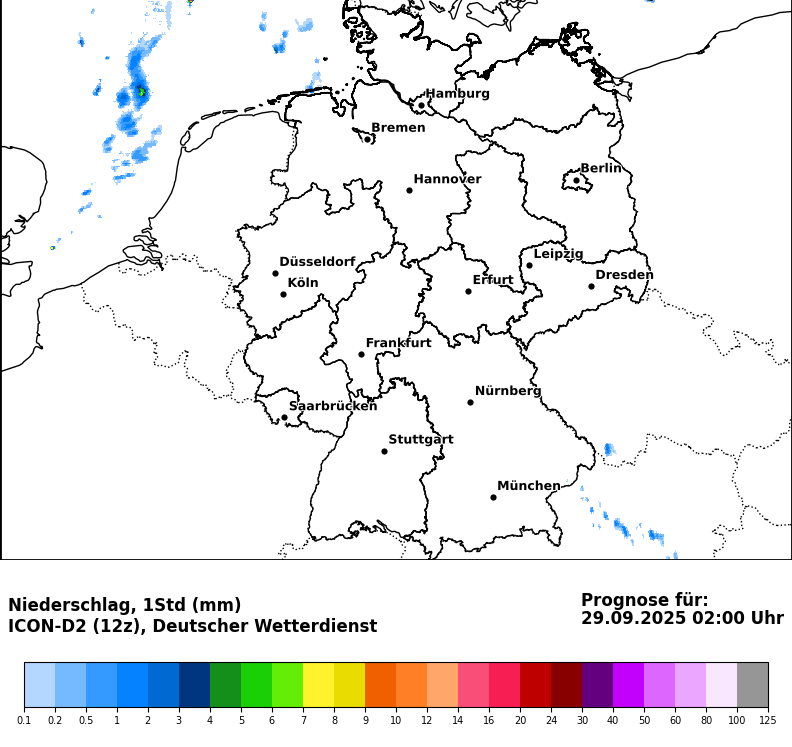 Hamburg
Bremen
Berlin
Hannover
Leipzig
Düsseldorf
Dresden
Köln
Erfurt
Frankfurt
Nürnberg
Saarbrücken
Stuttgart
München
Niederschlag, 1Std (mm)
ICON-D2 (12z), Deutscher Wetterdienst
Prognose für:
29.09.2025 02:00 Uhr
0.1 0.2 0.5 1 2 3 4 5 6 7 8 9 10 12 14 16 20 24 30 40 50 60 80 100 125